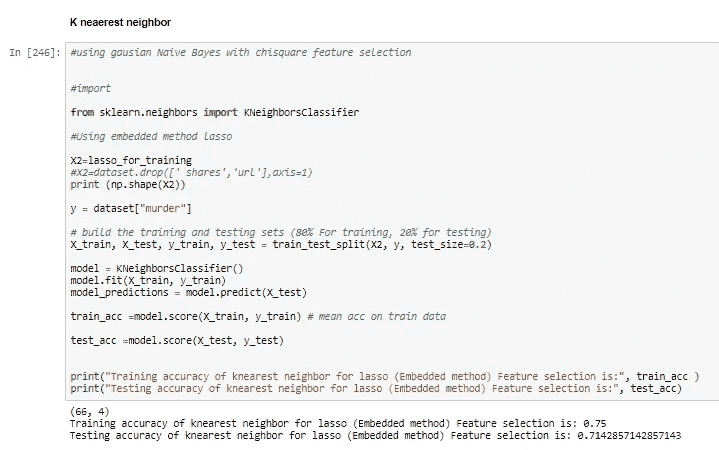 K neaerest neighbor
In [246]: #using gausian Naive Bayes with chisquare feature selection
#import
from sklearn.neighbors import KNeighborsClassifier
#Using embedded method Lasso
X2=lasso_for_training
#X2=dataset.drop([' shares','url'],axis=1)
print (np.shape(X2))
y = dataset["murder"]
# build the training and testing sets (80% For training, 20% for testing)
X_train, X_test, y_train, y_test = train_test_split(X2, y, test_size=0.2)
model = KNeighborsClassifier()
model.fit(X_train, y_train)
model_predictions = model.predict(X_test)
train_acc =model.score(X_train, y_train) # mean acc on train data
test_acc =model.score(X_test, y_test)
print("Training accuracy of knearest neighbor for lasso (Embedded method) Feature selection is:", train_acc )
print("Testing accuracy of knearest neighbor for lasso (Embedded method) Feature selection is:", test_acc)
(66, 4)
Training accuracy of knearest neighbor for lasso (Embedded method) Feature selection is: 0.75
Testing accuracy of knearest neighbor for lasso (Embedded method) Feature selection is: 0.7142857142857143